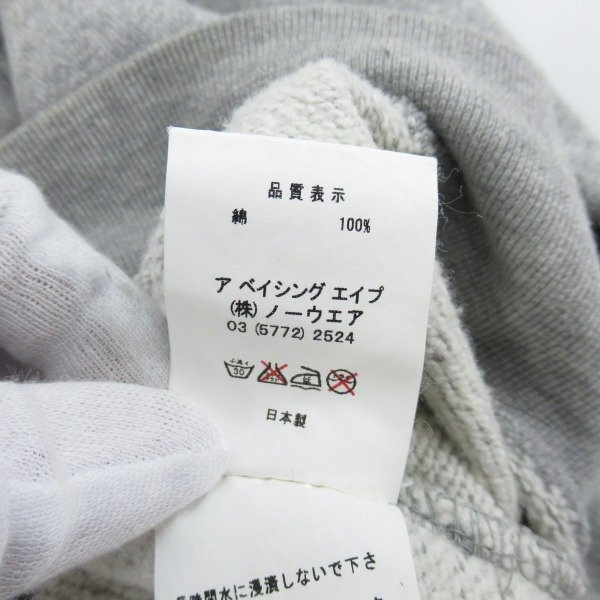 品質表示
綿 100%
ア ベイシング エイプ
(株) ノーウエア
03 (5772) 2524
30
日本製
時間水に浸漬しないで下さ